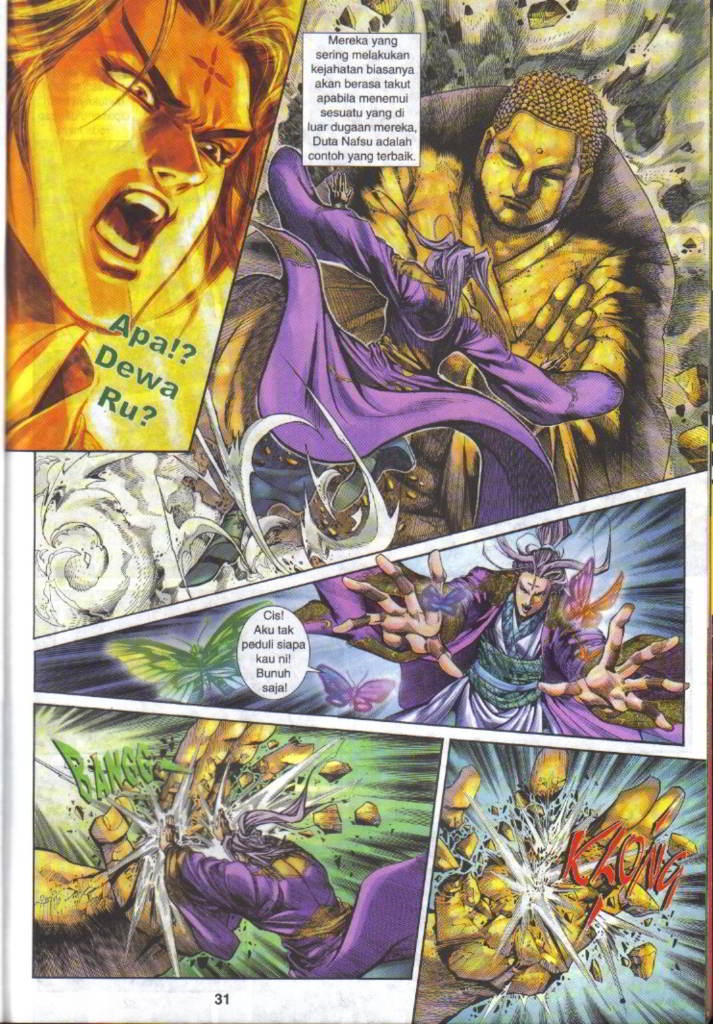 Mereka yang
sering melakukan
kejahatan biasanya
akan berasa takut
apabila menemui
sesuatu yang di
luar dugaan mereka,
Duta Nafsu adalah
contoh yang terbaik.
Apa!?
Dewa
Ru?
Cis!
Aku tak
peduli siapa
kau ni!
Bunuh
saja!
BANGG
KLONG
31